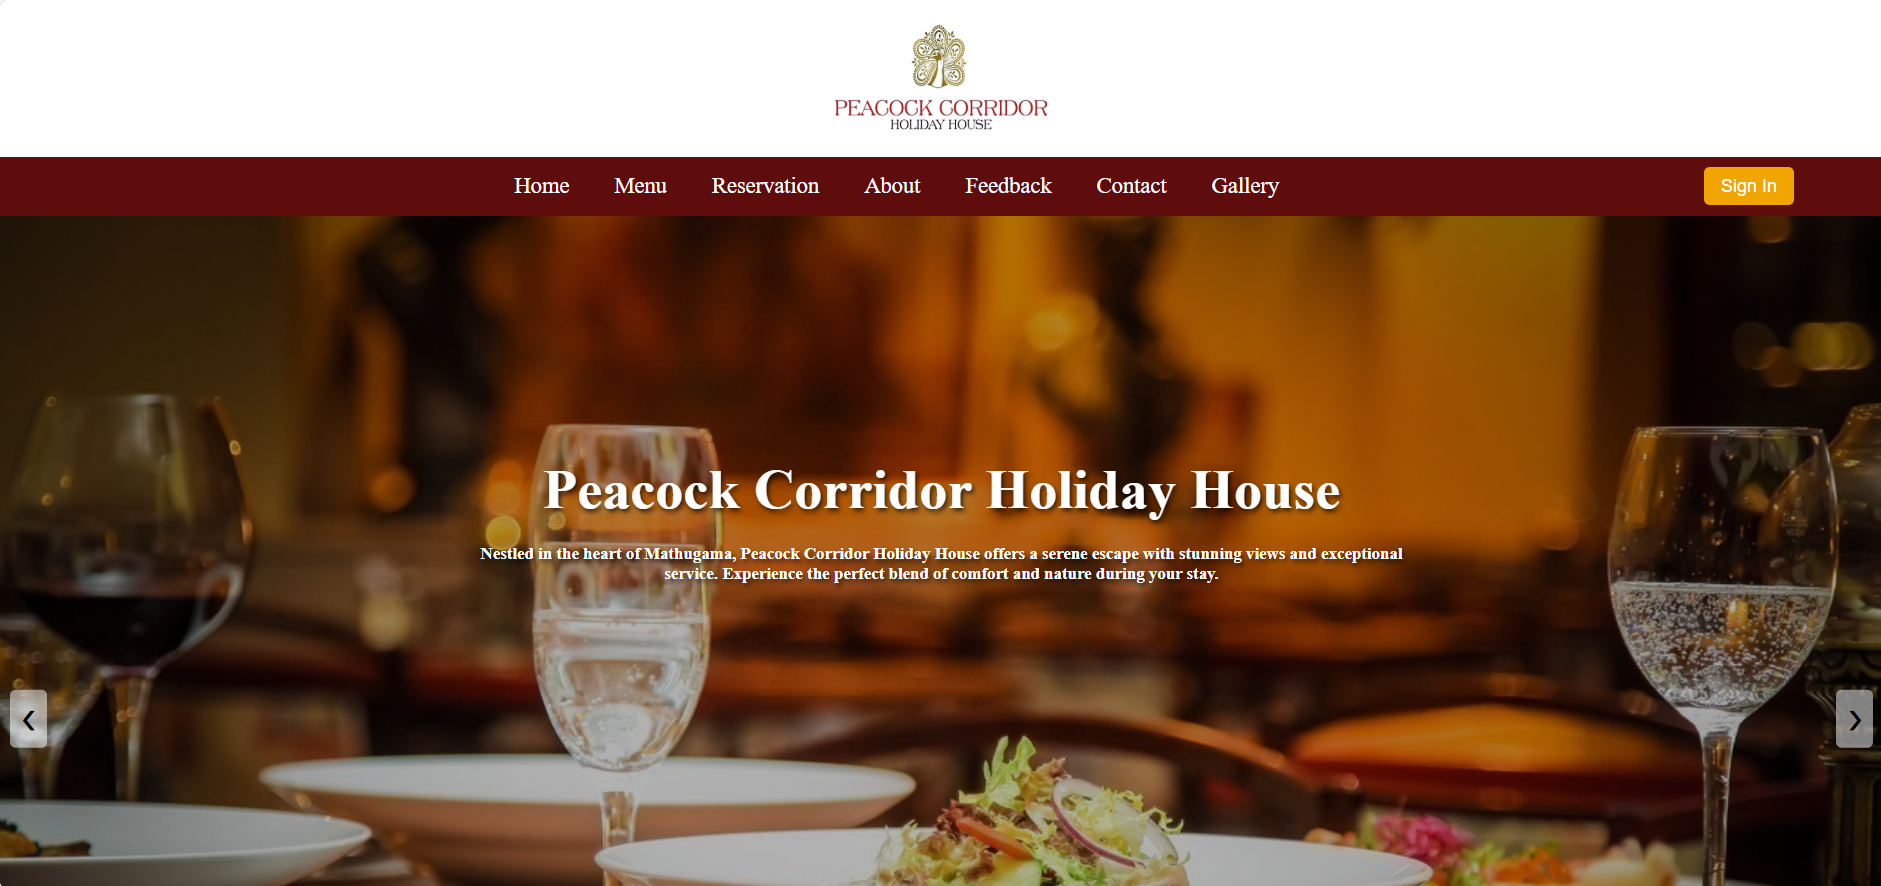 PEACOCK CORRIDOR
HOLIDAY HOUSE
Home Menu Reservation About Feedback Contact Gallery Sign In
Peacock Corridor Holiday House
Nestled in the heart of Mathugama, Peacock Corridor Holiday House offers a serene escape with stunning views and exceptional
service. Experience the perfect blend of comfort and nature during your stay.
❮ ❯